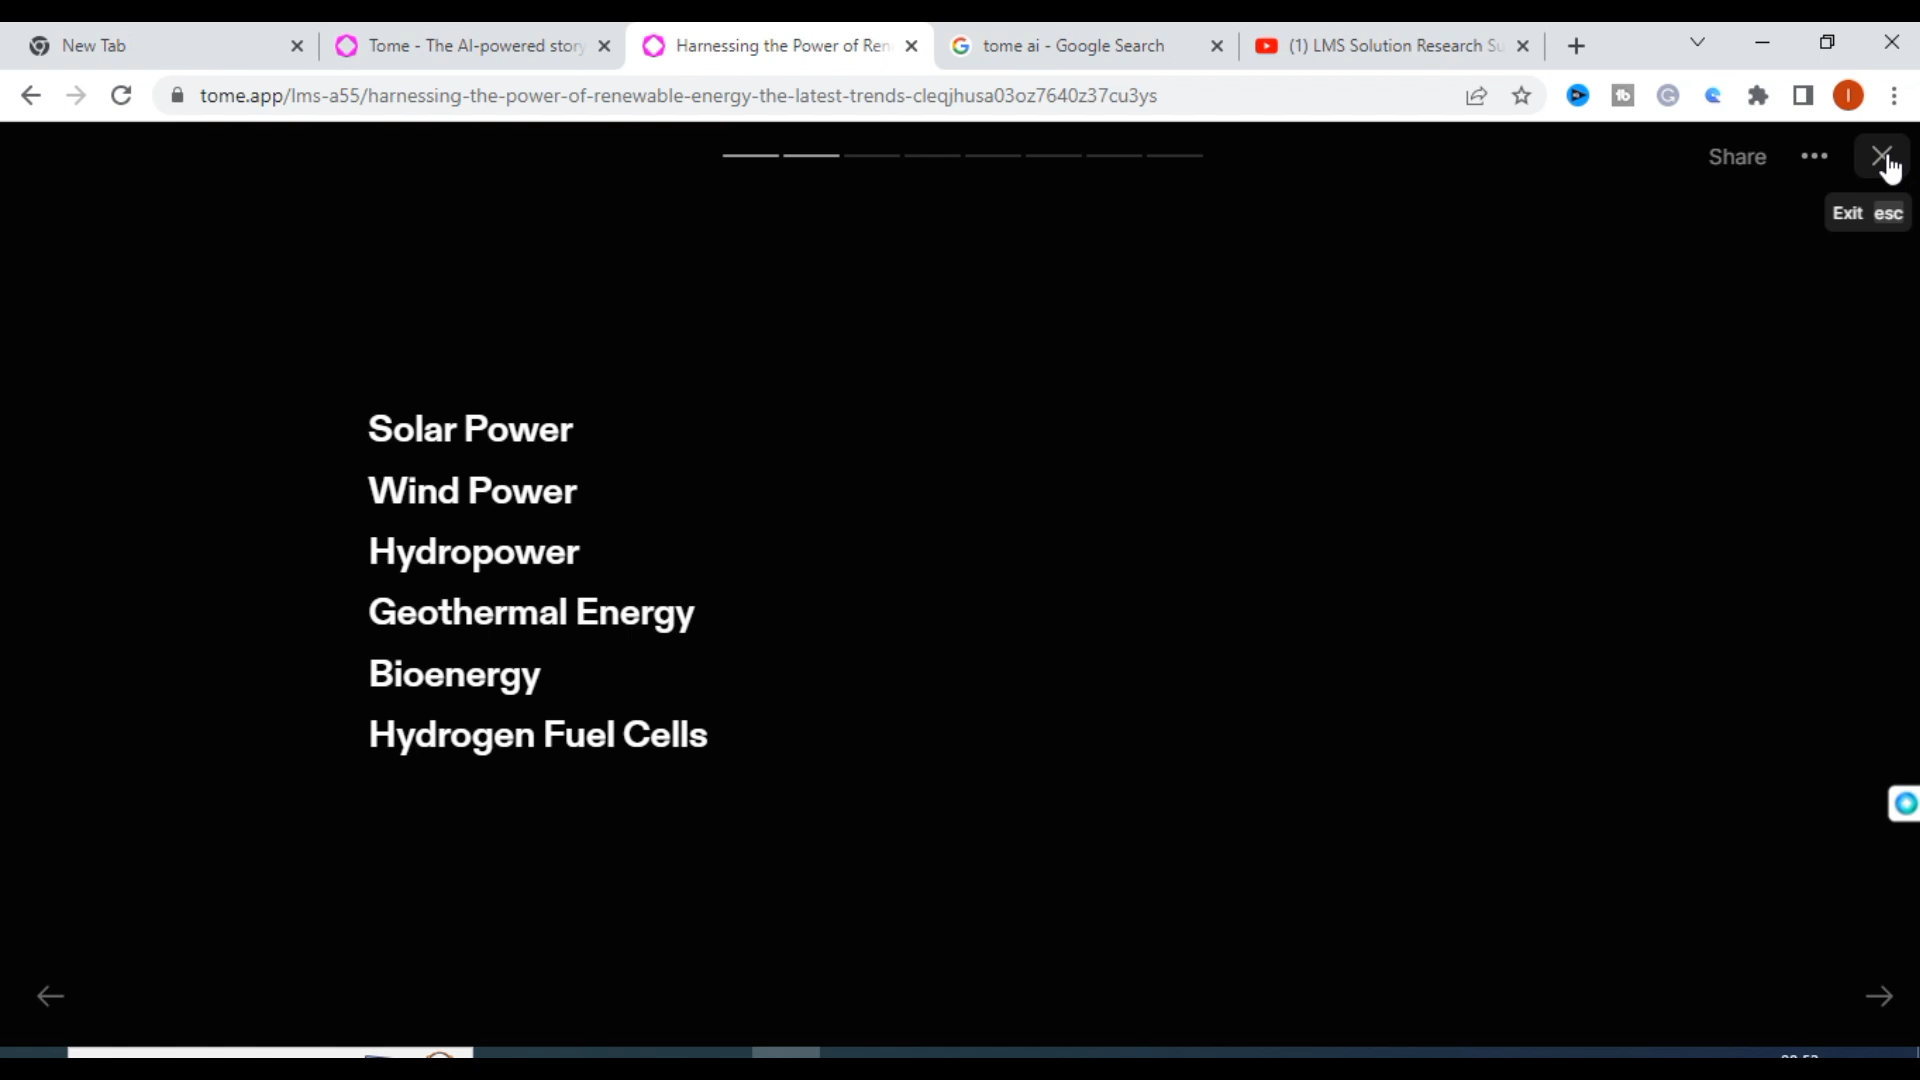 New Tab
Tome - The AI-powered story
Harnessing the Power of Ren
tome ai - Google Search
(1) LMS Solution Research Su
tome.app/lms-a55/harnessing-the-power-of-renewable-energy-the-latest-trends-cleqjhusa03oz7640z37cu3ys
Share
Exit esc
Solar Power
Wind Power
Hydropower
Geothermal Energy
Bioenergy
Hydrogen Fuel Cells